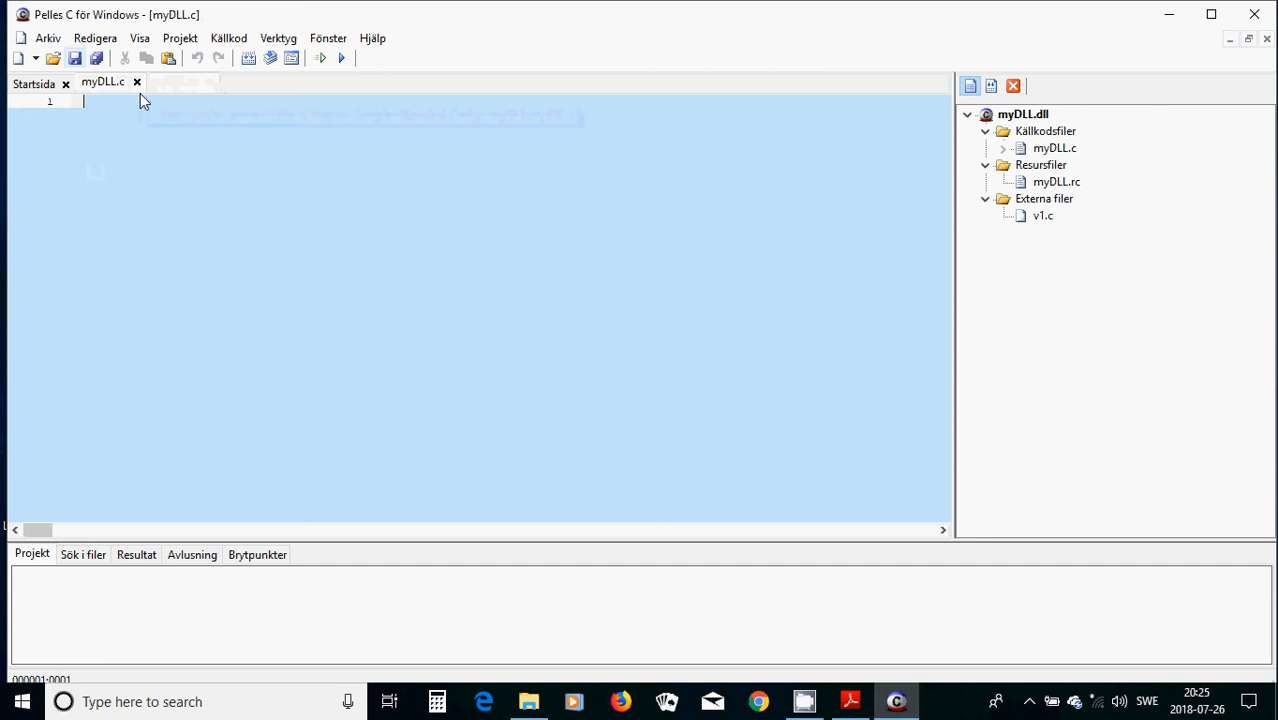 Pelles C för Windows - [myDLL.c]
Arkiv Redigera Visa Projekt Källkod Verktyg Fönster Hjälp
Startsida myDLL.c
1
myDLL.dll
Källkodsfiler
myDLL.c
Resursfiler
myDLL.rc
Externa filer
v1.c
Projekt Sök i filer Resultat Avlusning Brytpunkter
000001:0001
Type here to search
SWE
20:25
2018-07-26